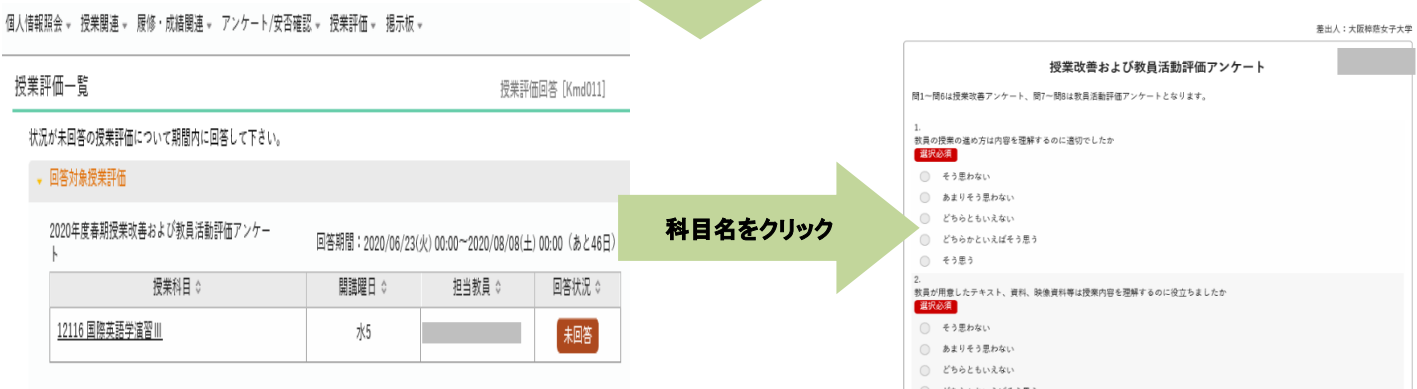 個人情報照会 授業関連 履修・成績関連 アンケート/安否確認 授業評価 掲示板
授業評価一覧
授業評価回答 [Kmd011]
状況が未回答の授業評価について期間内に回答して下さい。
回答対象授業評価
2020年度春期授業改善および教員活動評価アンケー
ト
回答期間：2020/06/23(火) 00:00～2020/08/08(土) 00:00（あと46日）
授業科目 開講曜日 担当教員 回答状況
12116 国際英語学演習Ⅲ 水5 未回答
科目名をクリック
差出人：大阪樟蔭女子大学
授業改善および教員活動評価アンケート
問1～問6は授業改善アンケート、問7～問8は教員活動評価アンケートとなります。
1.
教員の授業の進め方は内容を理解するのに適切でしたか
選択必須
そう思わない
あまりそう思わない
どちらともいえない
どちらかといえばそう思う
そう思う
2.
教員が用意したテキスト、資料、映像資料等は授業内容を理解するのに役立ちましたか
選択必須
そう思わない
あまりそう思わない
どちらともいえない